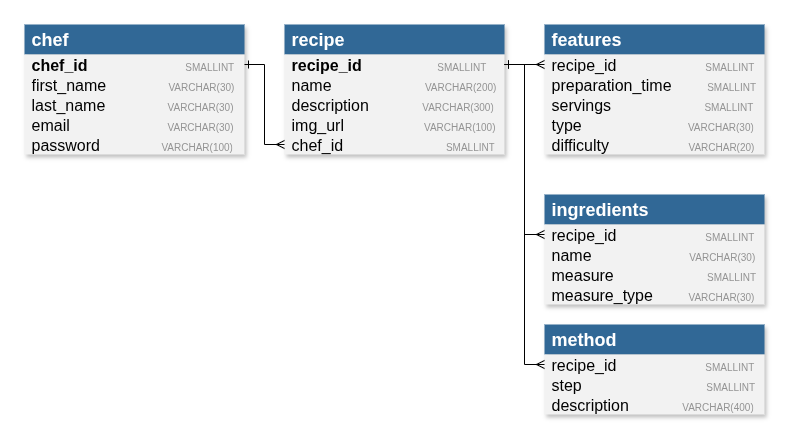 chef
chef_id SMALLINT
first_name VARCHAR(30)
last_name VARCHAR(30)
email VARCHAR(30)
password VARCHAR(100)
recipe
recipe_id SMALLINT
name VARCHAR(200)
description VARCHAR(300)
img_url VARCHAR(100)
chef_id SMALLINT
features
recipe_id SMALLINT
preparation_time SMALLINT
servings SMALLINT
type VARCHAR(30)
difficulty VARCHAR(20)
ingredients
recipe_id SMALLINT
name VARCHAR(30)
measure SMALLINT
measure_type VARCHAR(30)
method
recipe_id SMALLINT
step SMALLINT
description VARCHAR(400)